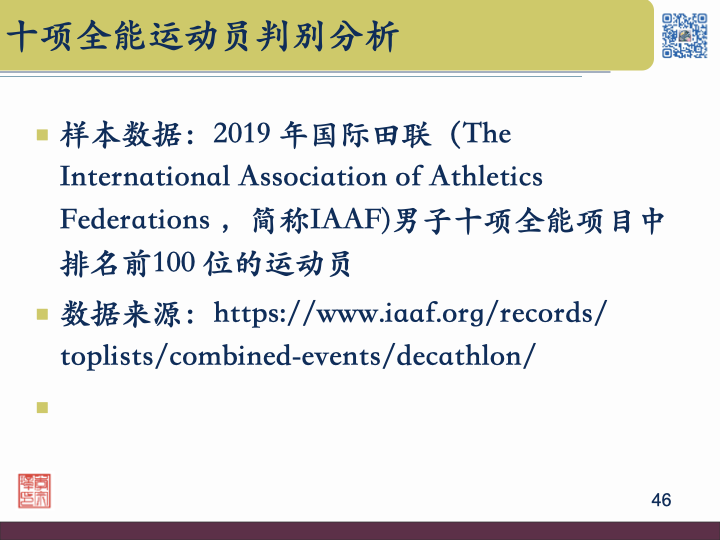 十项全能运动员判别分析
样本数据：2019 年国际田联（The
International Association of Athletics
Federations ，简称IAAF)男子十项全能项目中
排名前100 位的运动员
数据来源：https://www.iaaf.org/records/
toplists/combined-events/decathlon/
46